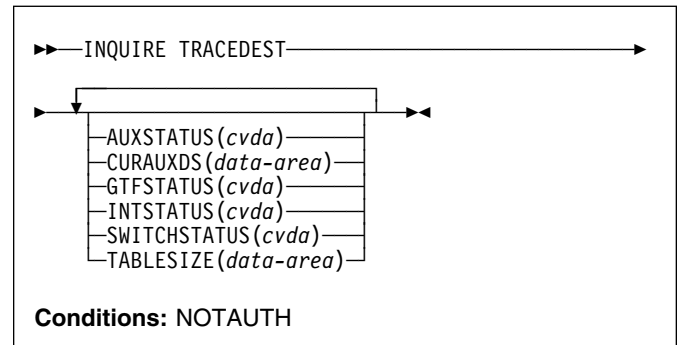 INQUIRE TRACEDEST
AUXSTATUS(cvda)
CURAUXDS(data-area)
GTFSTATUS(cvda)
INTSTATUS(cvda)
SWITCHSTATUS(cvda)
TABLESIZE(data-area)
Conditions: NOTAUTH